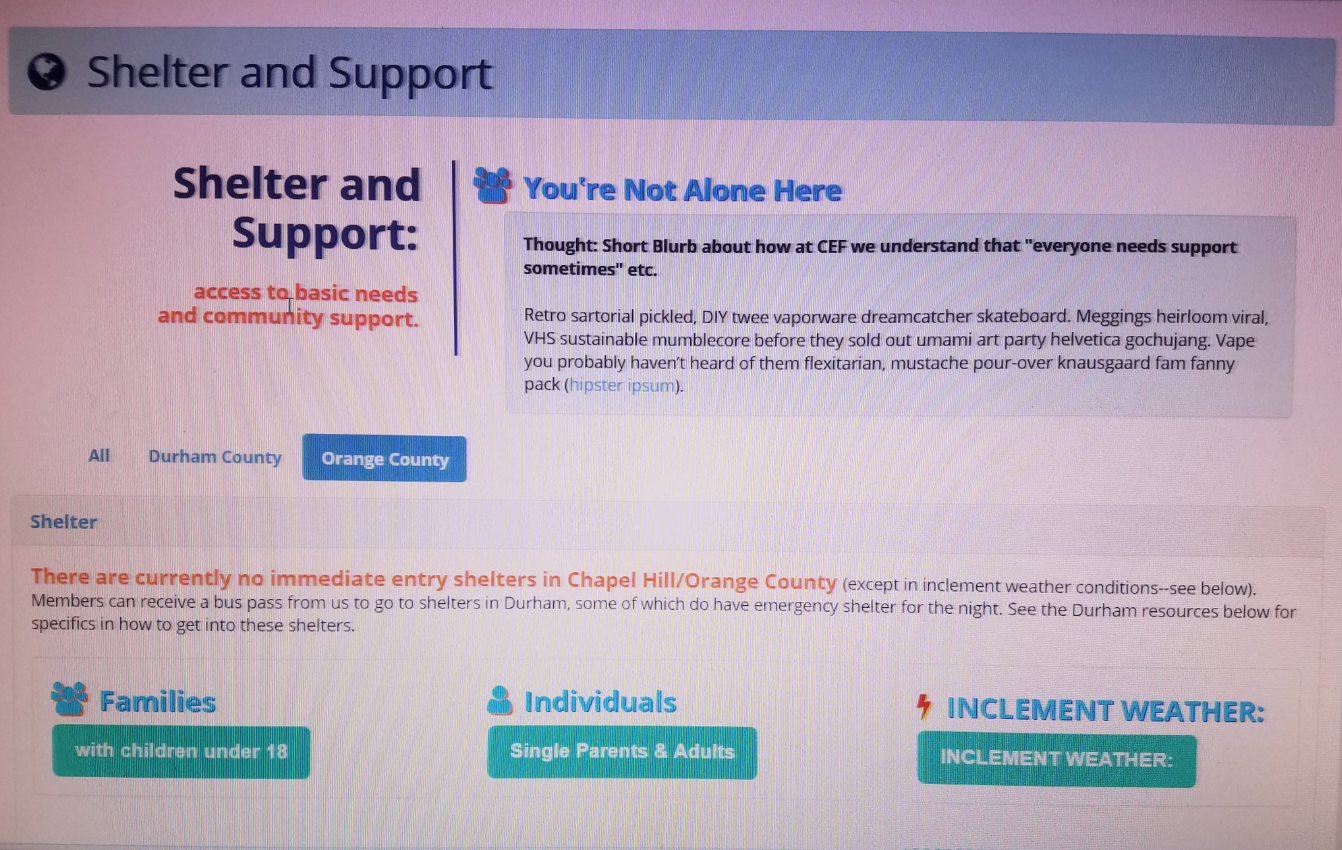 Shelter and Support
Shelter and
Support:
access to basic needs
and community support.
You're Not Alone Here
Thought: Short Blurb about how at CEF we understand that "everyone needs support
sometimes" etc.
Retro sartorial pickled, DIY twee vaporware dreamcatcher skateboard. Meggings heirloom viral,
VHS sustainable mumblecore before they sold out umami art party helvetica gochujang. Vape
you probably haven't heard of them flexitarian, mustache pour-over knausgaard fam fanny
pack (hipster ipsum).
All Durham County Orange County
Shelter
There are currently no immediate entry shelters in Chapel Hill/Orange County (except in inclement weather conditions--see below).
Members can receive a bus pass from us to go to shelters in Durham, some of which do have emergency shelter for the night. See the Durham resources below for
specifics in how to get into these shelters.
Families
with children under 18
Individuals
Single Parents & Adults
INCLEMENT WEATHER:
INCLEMENT WEATHER: